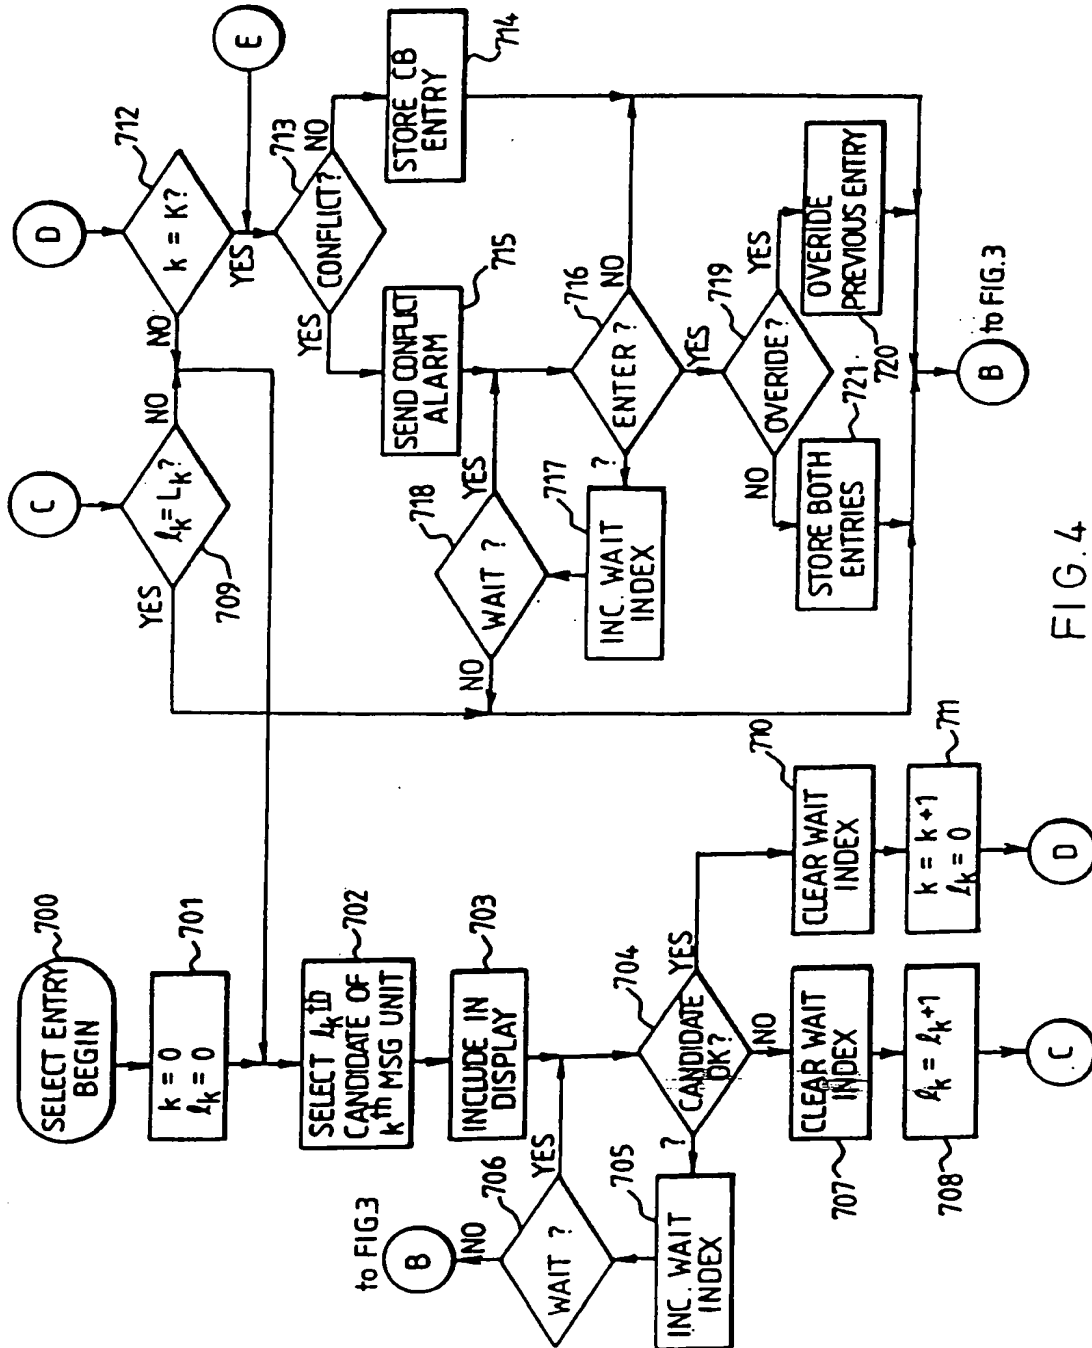 SELECT ENTRY
BEGIN
700
k = 0
ℓk = 0
701
SELECT ℓk th
CANDIDATE OF
kth MSG UNIT
702
INCLUDE IN
DISPLAY
703
CANDIDATE
OK?
704
YES
NO
?
INC. WAIT
INDEX
705
WAIT ?
706
YES
NO
B
to FIG.3
CLEAR WAIT
INDEX
707
ℓk = ℓk+1
708
C
CLEAR WAIT
INDEX
710
k = k+1
ℓk = 0
711
D
C
ℓk = Lk?
709
YES
NO
D
k = K?
712
NO
YES
E
CONFLICT?
713
YES
NO
STORE CB
ENTRY
714
SEND CONFLICT
ALARM
715
ENTER ?
716
NO
YES
?
INC. WAIT
INDEX
717
WAIT ?
718
YES
NO
OVERRIDE?
719
YES
NO
OVERRIDE
PREVIOUS ENTRY
720
STORE BOTH
ENTRIES
721
B
to FIG.3
FIG.4